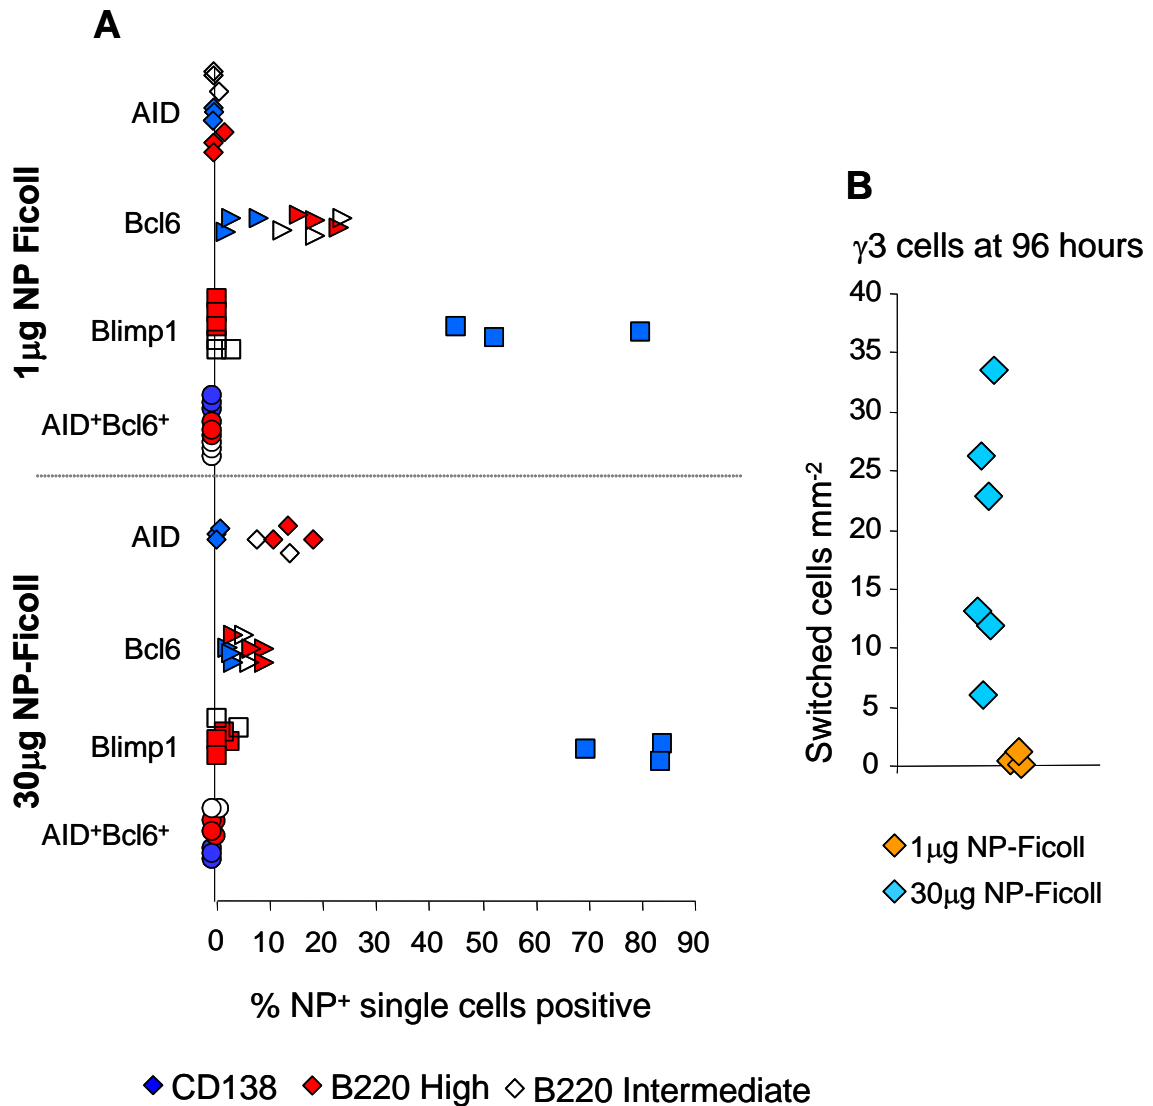 A
1μg NP Ficoll
AID
Bcl6
Blimp1
AID⁺Bcl6⁺
30μg NP-Ficoll
AID
Bcl6
Blimp1
AID⁺Bcl6⁺
0 10 20 30 40 50 60 70 80 90
% NP⁺ single cells positive
CD138 B220 High B220 Intermediate
B
γ3 cells at 96 hours
Switched cells mm⁻²
40
35
30
25
20
15
10
5
0
1μg NP-Ficoll
30μg NP-Ficoll